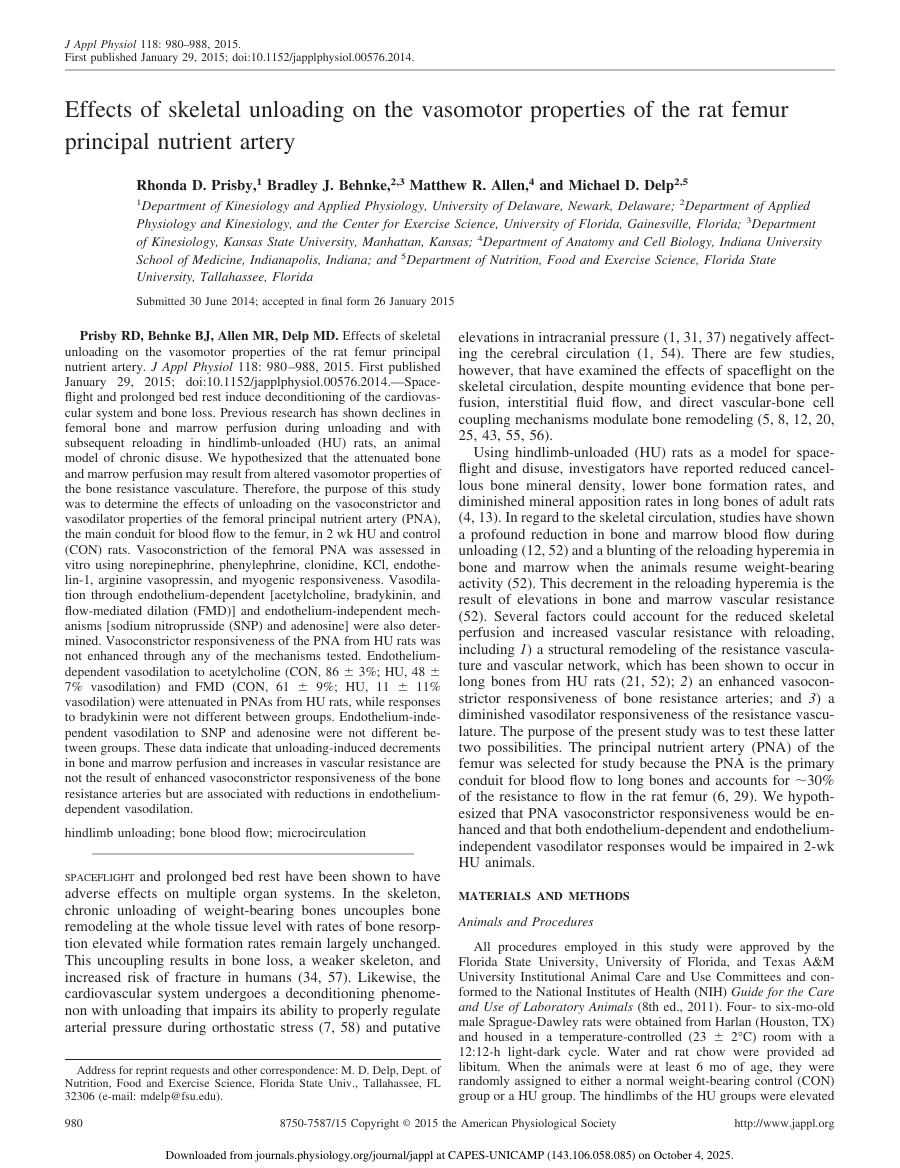 J Appl Physiol 118: 980–988, 2015.
First published January 29, 2015; doi:10.1152/japplphysiol.00576.2014.
Effects of skeletal unloading on the vasomotor properties of the rat femur
principal nutrient artery
Rhonda D. Prisby,1 Bradley J. Behnke,2,3 Matthew R. Allen,4 and Michael D. Delp2,5
1Department of Kinesiology and Applied Physiology, University of Delaware, Newark, Delaware; 2Department of Applied
Physiology and Kinesiology, and the Center for Exercise Science, University of Florida, Gainesville, Florida; 3Department
of Kinesiology, Kansas State University, Manhattan, Kansas; 4Department of Anatomy and Cell Biology, Indiana University
School of Medicine, Indianapolis, Indiana; and 5Department of Nutrition, Food and Exercise Science, Florida State
University, Tallahassee, Florida
Submitted 30 June 2014; accepted in final form 26 January 2015
Prisby RD, Behnke BJ, Allen MR, Delp MD. Effects of skeletal
unloading on the vasomotor properties of the rat femur principal
nutrient artery. J Appl Physiol 118: 980–988, 2015. First published
January 29, 2015; doi:10.1152/japplphysiol.00576.2014.—Space-
flight and prolonged bed rest induce deconditioning of the cardiovas-
cular system and bone loss. Previous research has shown declines in
femoral bone and marrow perfusion during unloading and with
subsequent reloading in hindlimb-unloaded (HU) rats, an animal
model of chronic disuse. We hypothesized that the attenuated bone
and marrow perfusion may result from altered vasomotor properties of
the bone resistance vasculature. Therefore, the purpose of this study
was to determine the effects of unloading on the vasoconstrictor and
vasodilator properties of the femoral principal nutrient artery (PNA),
the main conduit for blood flow to the femur, in 2 wk HU and control
(CON) rats. Vasoconstriction of the femoral PNA was assessed in
vitro using norepinephrine, phenylephrine, clonidine, KCl, endothe-
lin-1, arginine vasopressin, and myogenic responsiveness. Vasodila-
tion through endothelium-dependent [acetylcholine, bradykinin, and
flow-mediated dilation (FMD)] and endothelium-independent mech-
anisms [sodium nitroprusside (SNP) and adenosine] were also deter-
mined. Vasoconstrictor responsiveness of the PNA from HU rats was
not enhanced through any of the mechanisms tested. Endothelium-
dependent vasodilation to acetylcholine (CON, 86 ± 3%; HU, 48 ±
7% vasodilation) and FMD (CON, 61 ± 9%; HU, 11 ± 11%
vasodilation) were attenuated in PNAs from HU rats, while responses
to bradykinin were not different between groups. Endothelium-inde-
pendent vasodilation to SNP and adenosine were not different be-
tween groups. These data indicate that unloading-induced decrements
in bone and marrow perfusion and increases in vascular resistance are
not the result of enhanced vasoconstrictor responsiveness of the bone
resistance arteries but are associated with reductions in endothelium-
dependent vasodilation.
hindlimb unloading; bone blood flow; microcirculation
SPACEFLIGHT and prolonged bed rest have been shown to have
adverse effects on multiple organ systems. In the skeleton,
chronic unloading of weight-bearing bones uncouples bone
remodeling at the whole tissue level with rates of bone resorp-
tion elevated while formation rates remain largely unchanged.
This uncoupling results in bone loss, a weaker skeleton, and
increased risk of fracture in humans (34, 57). Likewise, the
cardiovascular system undergoes a deconditioning phenome-
non with unloading that impairs its ability to properly regulate
arterial pressure during orthostatic stress (7, 58) and putative
Address for reprint requests and other correspondence: M. D. Delp, Dept. of
Nutrition, Food and Exercise Science, Florida State Univ., Tallahassee, FL
32306 (e-mail: mdelp@fsu.edu).
elevations in intracranial pressure (1, 31, 37) negatively affect-
ing the cerebral circulation (1, 54). There are few studies,
however, that have examined the effects of spaceflight on the
skeletal circulation, despite mounting evidence that bone per-
fusion, interstitial fluid flow, and direct vascular-bone cell
coupling mechanisms modulate bone remodeling (5, 8, 12, 20,
25, 43, 55, 56).
Using hindlimb-unloaded (HU) rats as a model for space-
flight and disuse, investigators have reported reduced cancel-
lous bone mineral density, lower bone formation rates, and
diminished mineral apposition rates in long bones of adult rats
(4, 13). In regard to the skeletal circulation, studies have shown
a profound reduction in bone and marrow blood flow during
unloading (12, 52) and a blunting of the reloading hyperemia in
bone and marrow when the animals resume weight-bearing
activity (52). This decrement in the reloading hyperemia is the
result of elevations in bone and marrow vascular resistance
(52). Several factors could account for the reduced skeletal
perfusion and increased vascular resistance with reloading,
including 1) a structural remodeling of the resistance vascula-
ture and vascular network, which has been shown to occur in
long bones from HU rats (21, 52); 2) an enhanced vasocon-
strictor responsiveness of bone resistance arteries; and 3) a
diminished vasodilator responsiveness of the resistance vascu-
lature. The purpose of the present study was to test these latter
two possibilities. The principal nutrient artery (PNA) of the
femur was selected for study because the PNA is the primary
conduit for blood flow to long bones and accounts for ~30%
of the resistance to flow in the rat femur (6, 29). We hypoth-
esized that PNA vasoconstrictor responsiveness would be en-
hanced and that both endothelium-dependent and endothelium-
independent vasodilator responses would be impaired in 2-wk
HU animals.
MATERIALS AND METHODS
Animals and Procedures
All procedures employed in this study were approved by the
Florida State University, University of Florida, and Texas A&M
University Institutional Animal Care and Use Committees and con-
formed to the National Institutes of Health (NIH) Guide for the Care
and Use of Laboratory Animals (8th ed., 2011). Four- to six-mo-old
male Sprague-Dawley rats were obtained from Harlan (Houston, TX)
and housed in a temperature-controlled (23 ± 2°C) room with a
12:12-h light-dark cycle. Water and rat chow were provided ad
libitum. When the animals were at least 6 mo of age, they were
randomly assigned to either a normal weight-bearing control (CON)
group or a HU group. The hindlimbs of the HU groups were elevated
980
8750-7587/15 Copyright © 2015 the American Physiological Society
http://www.jappl.org
Downloaded from journals.physiology.org/journal/jappl at CAPES-UNICAMP (143.106.058.085) on October 4, 2025.